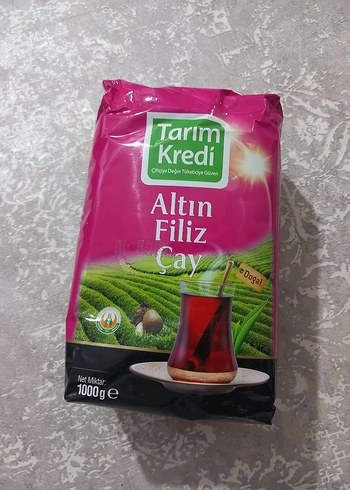 Tarım
Kredi
Çiftçiye Değer Tüketiciye Güven
Altın
Filiz
Çay
e Doğal
Net Miktar:
1000g e